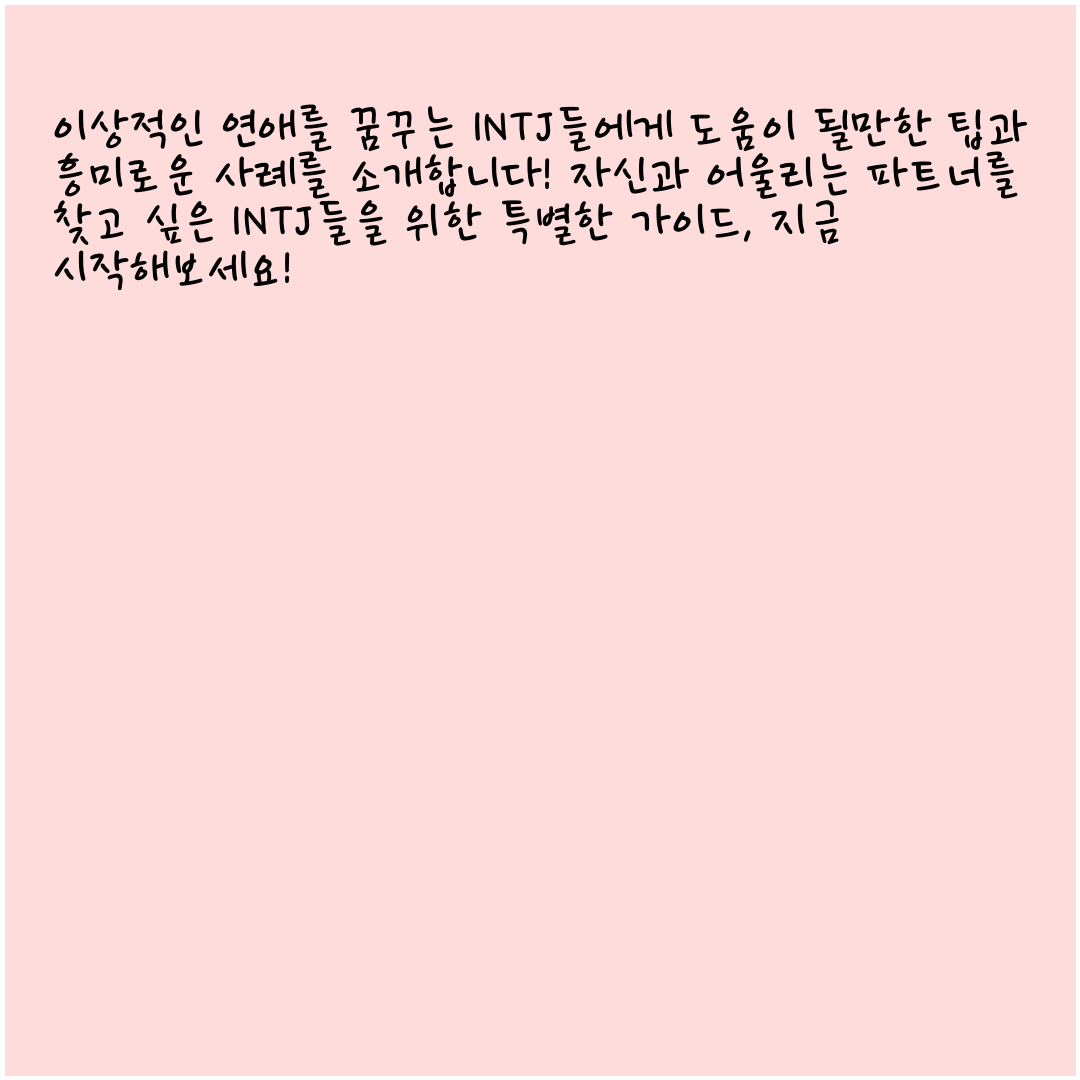 이상적인 연애를 꿈꾸는 INTJ들에게 도움이 될만한 팁과
흥미로운 사례를 소개합니다! 자신과 어울리는 파트너를
찾고 싶은 INTJ들을 위한 특별한 가이드, 지금
시작해보세요!